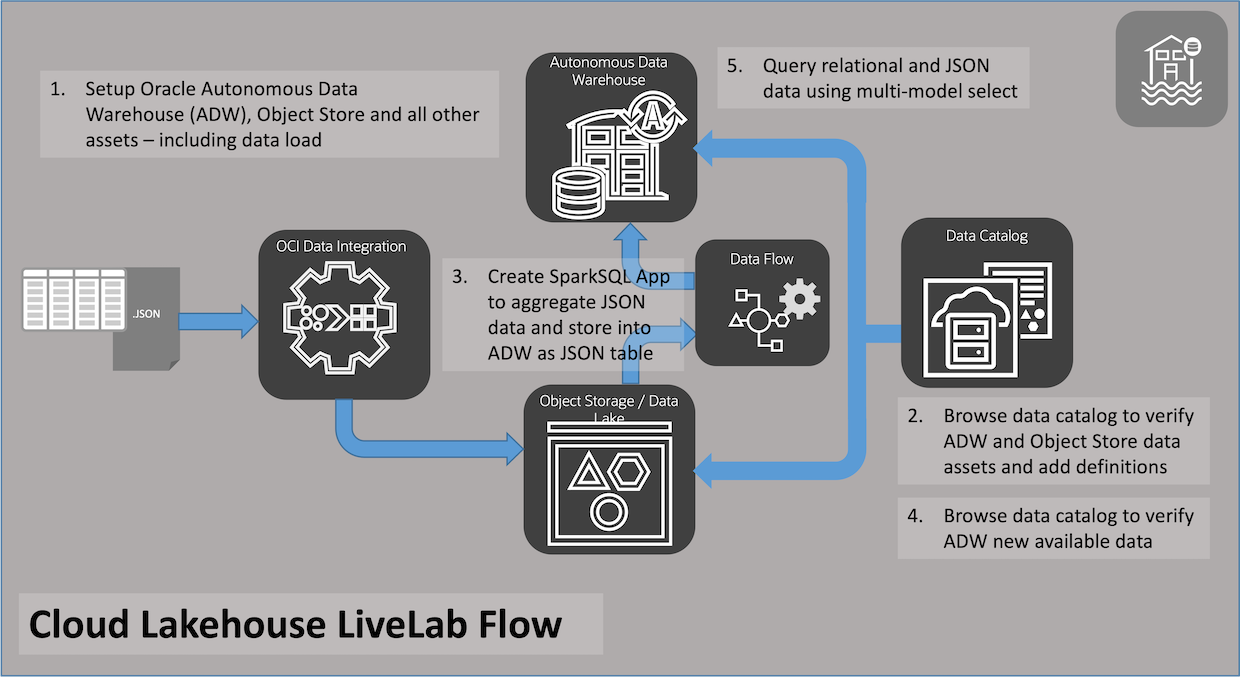 1. Setup Oracle Autonomous Data
Warehouse (ADW), Object Store and all other
assets – including data load
Autonomous Data
Warehouse
5. Query relational and JSON
data using multi-model select
OCI Data Integration
.JSON
3. Create SparkSQL App
to aggregate JSON
data and store into
ADW as JSON table
Data Flow
Data Catalog
Object Storage / Data
Lake
2. Browse data catalog to verify
ADW and Object Store data
assets and add definitions
4. Browse data catalog to verify
ADW new available data
Cloud Lakehouse LiveLab Flow